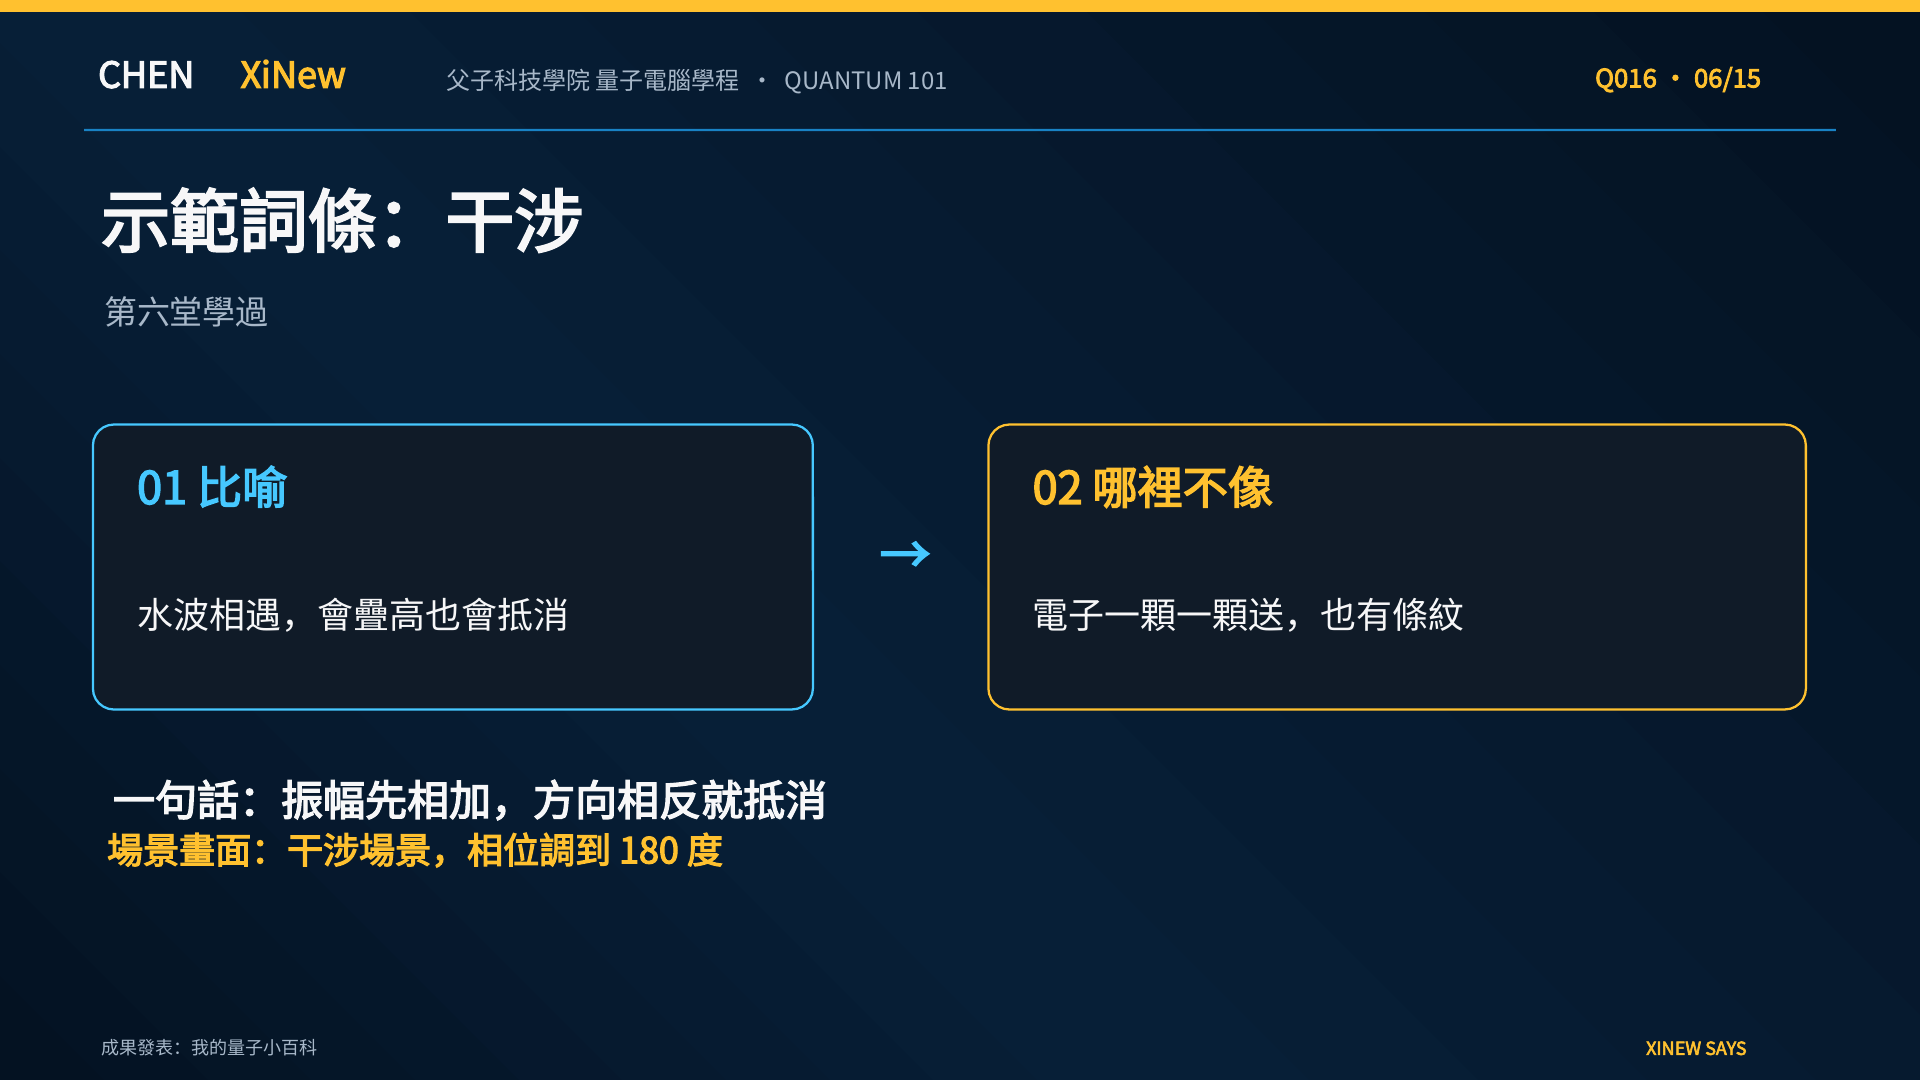 CHEN XiNew 父子科技學院 量子電腦學程 • QUANTUM 101 Q016 • 06/15
示範詞條：干涉
第六堂學過
01 比喻
水波相遇，會疊高也會抵消
→
02 哪裡不像
電子一顆一顆送，也有條紋
一句話：振幅先相加，方向相反就抵消
場景畫面：干涉場景，相位調到 180 度
成果發表：我的量子小百科
XINEW SAYS